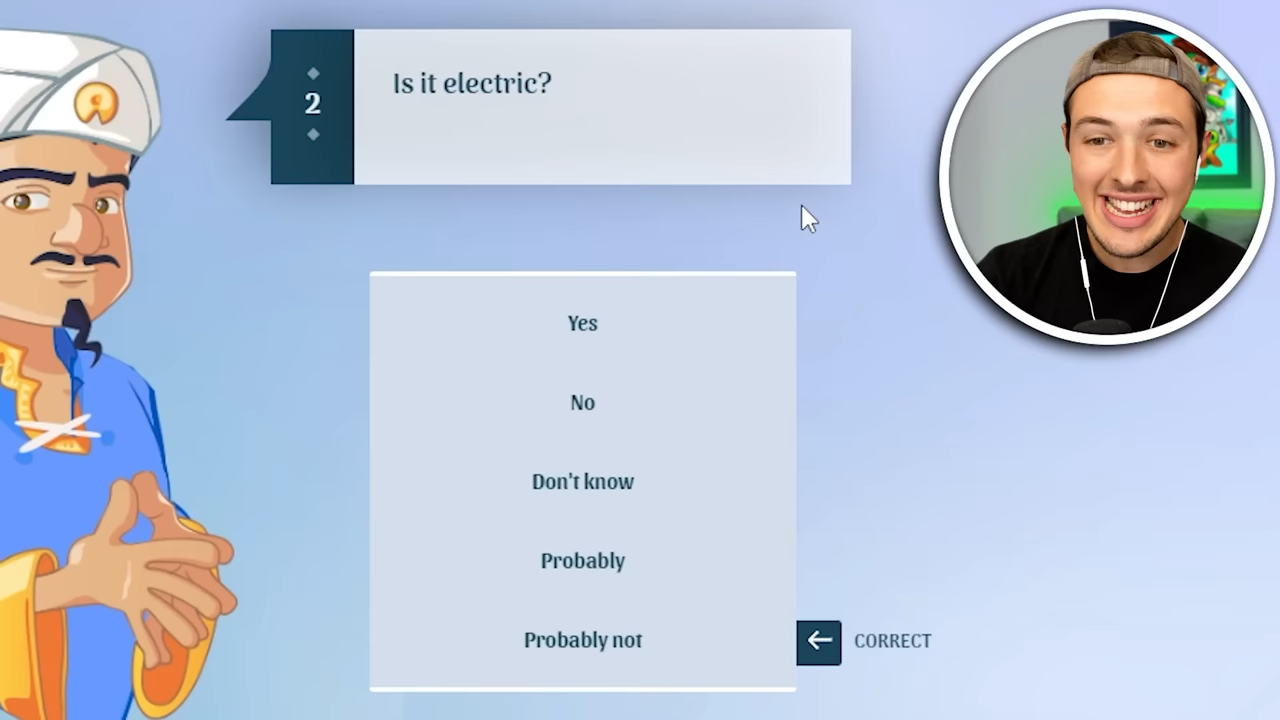 2
Is it electric?
Yes
No
Don't know
Probably
Probably not
CORRECT